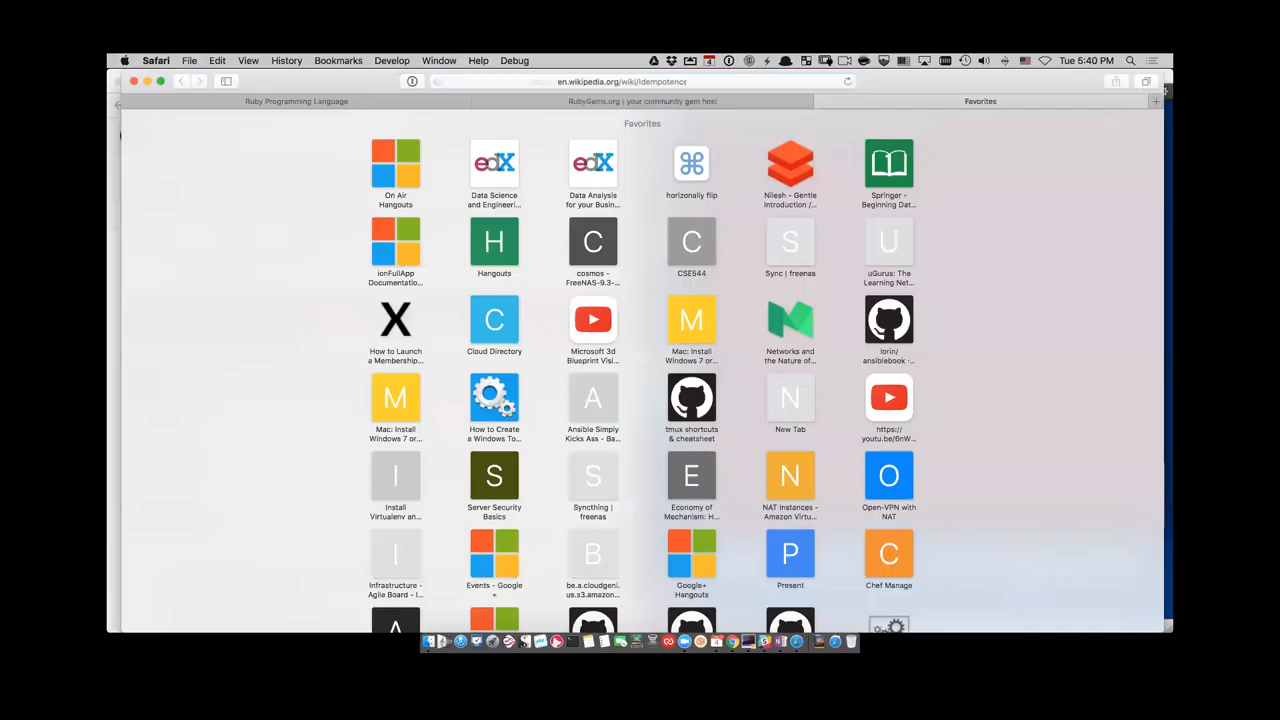 Safari File Edit View History Bookmarks Develop Window Help Debug
4
Tue 5:40 PM
en.wikipedia.org/wiki/Idempotence
Ruby Programming Language
RubyGems.org | your community gem host
Favorites
+
Favorites
edX
edX
On Air
Hangouts
Data Science
and Engineeri...
Data Analysis
for your Busin...
horizonally flip
Nilesh - Gentle
Introduction /...
Springer -
Beginning Dat...
H C C S U
ionFullApp
Documentatio...
Hangouts
cosmos -
FreeNAS-9.3-...
CSE544
Sync | freenas
uGurus: The
Learning Net...
X C M
How to Launch
a Membership...
Cloud Directory
Microsoft 3d
Blueprint Visi...
Mac: Install
Windows 7 or...
Networks and
the Nature of...
lorin/
ansiblebook -...
M A N
Mac: Install
Windows 7 or...
How to Create
a Windows To...
Ansible Simply
Kicks Ass - Ba...
tmux shortcuts
& cheatsheet
New Tab
https://
youtu.be/6nW...
I S S E N O
Install
Virtualenv an...
Server Security
Basics
Syncthing |
freenas
Economy of
Mechanism: H...
NAT Instances -
Amazon Virtu...
Open-VPN with
NAT
I B P C
Infrastructure -
Agile Board - I...
Events - Google
+
be.a.cloudgeni.
us.s3.amazon...
Google+
Hangouts
Present
Chef Manage
A